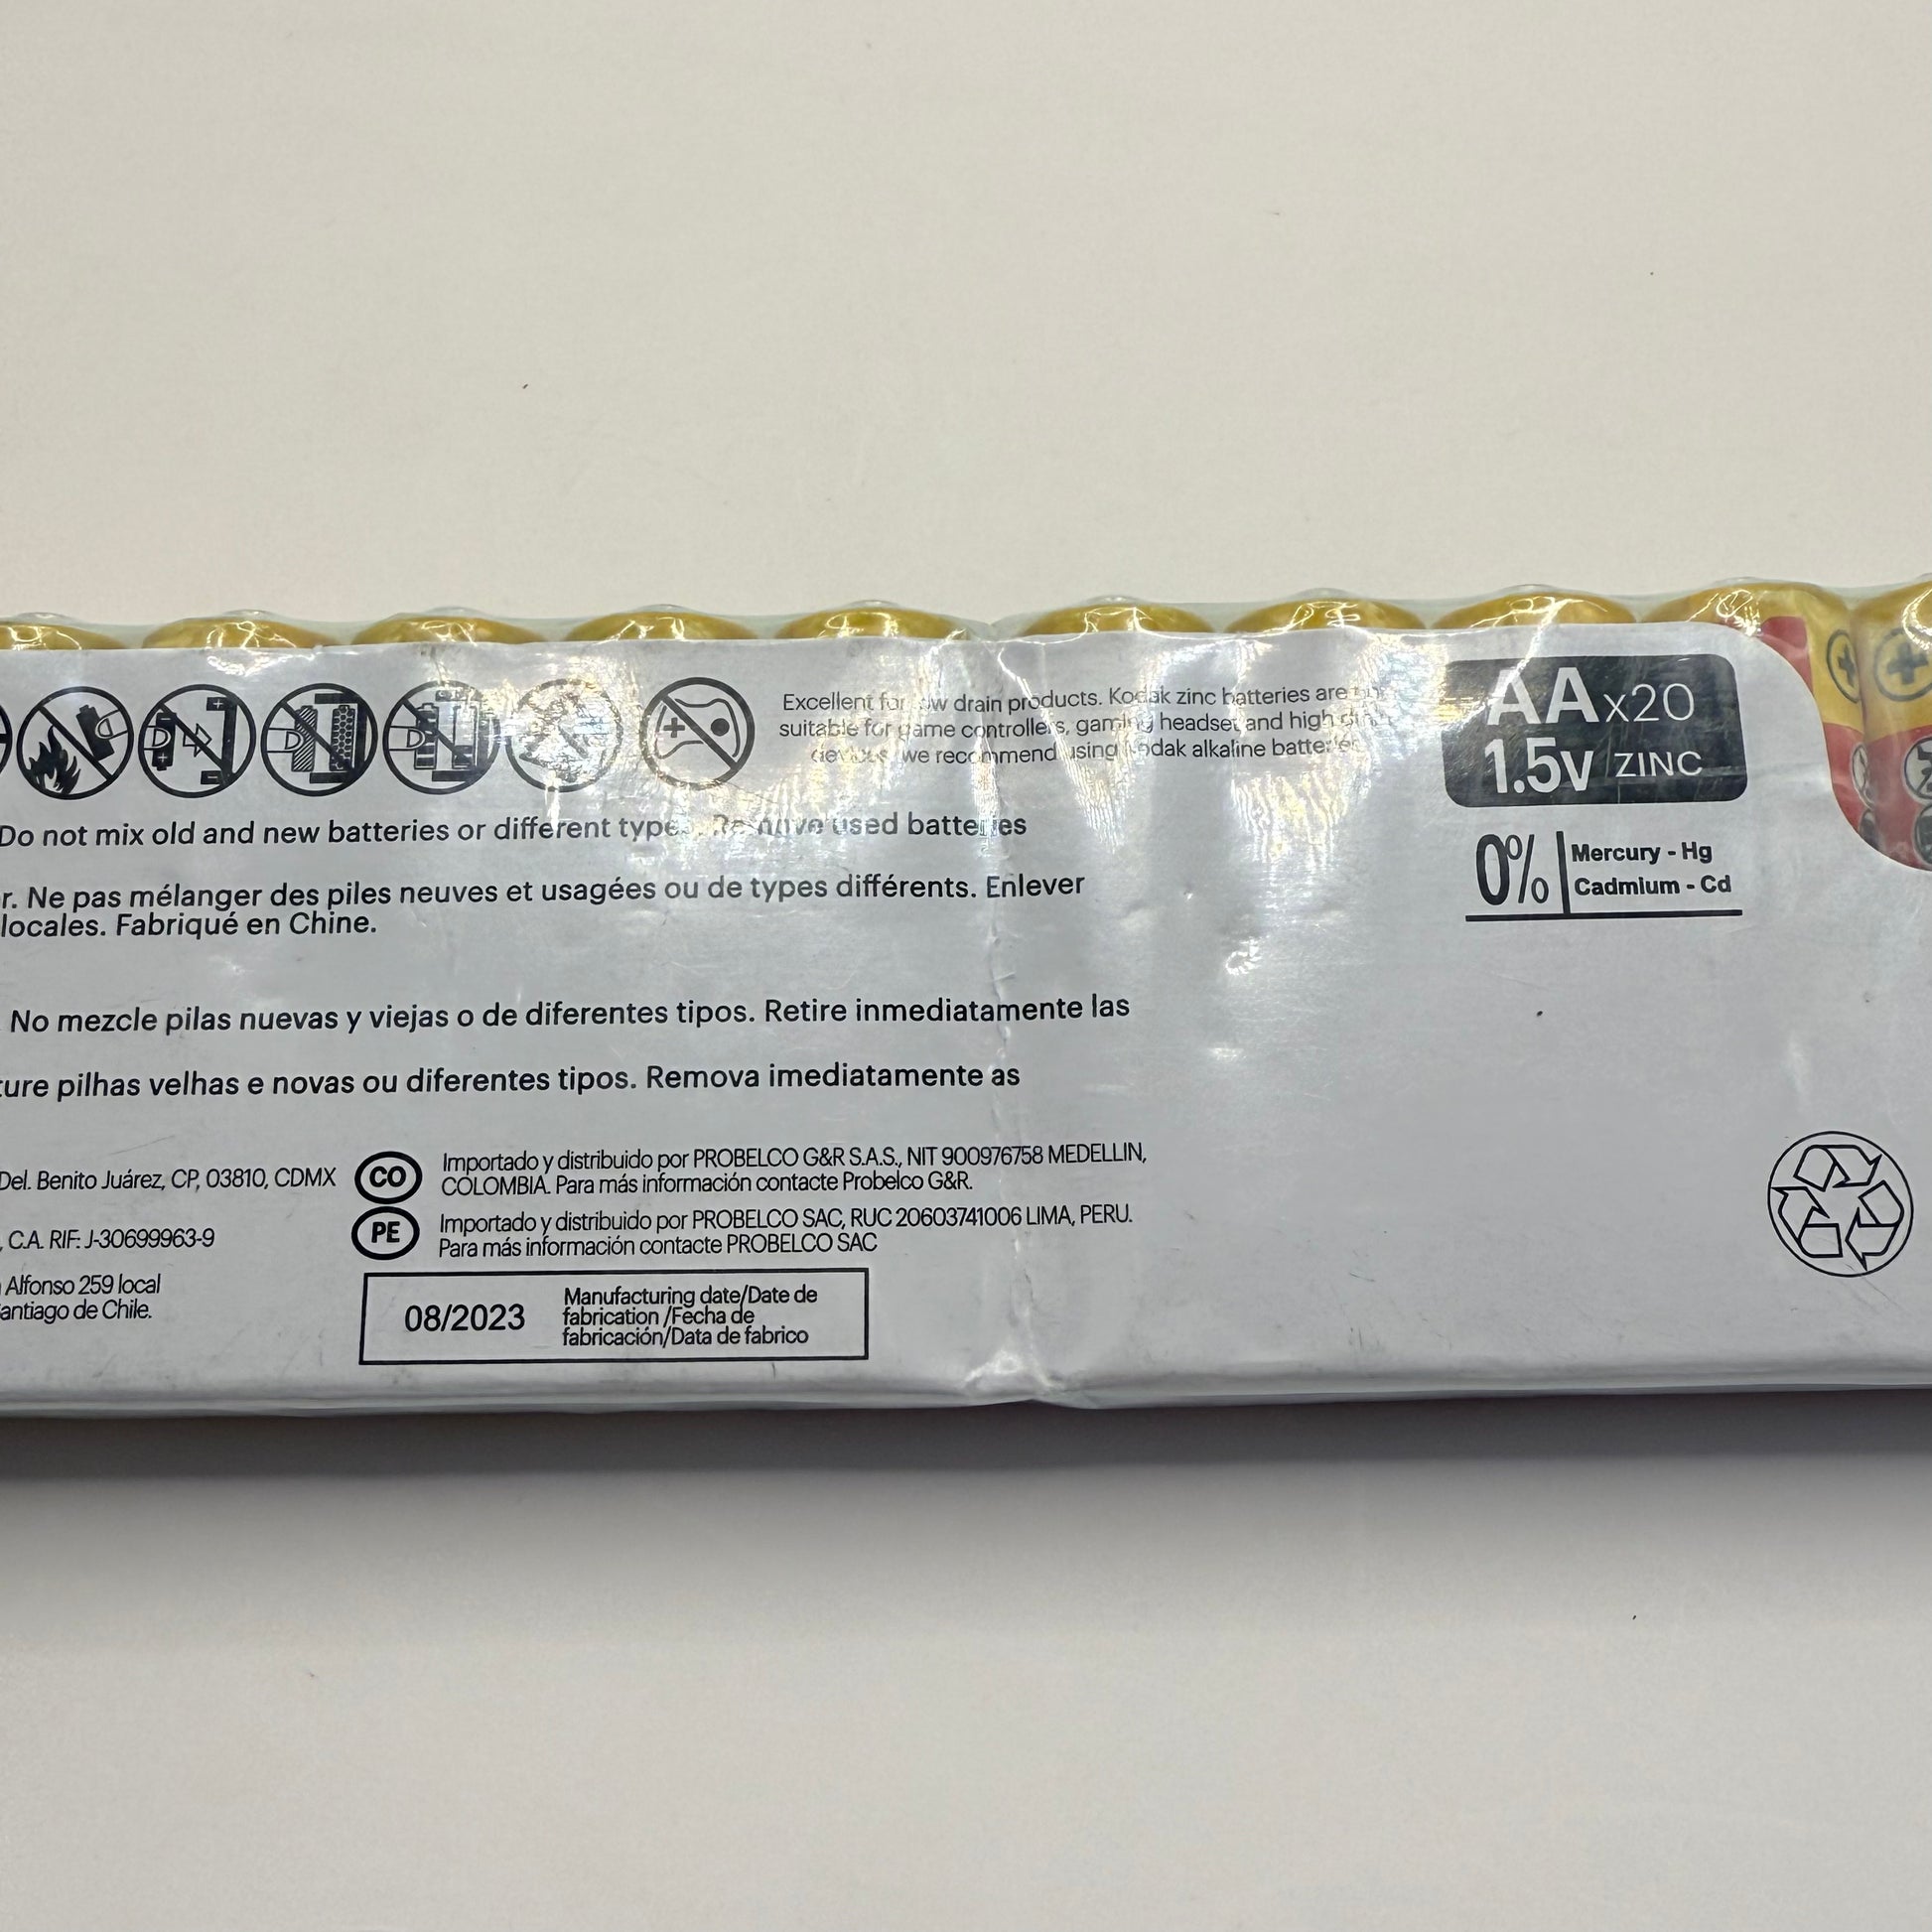 Excellent for low drain products. Kodak zinc batteries are
suitable for game controllers, gaming headset and high
devices we recommend using Kodak alkaline batteries
AAx20
1.5V ZINC
0% Mercury - Hg
Cadmium - Cd
Do not mix old and new batteries or different types. Remove used batteries
r. Ne pas mélanger des piles neuves et usagées ou de types différents. Enlever
locales. Fabriqué en Chine.
No mezcle pilas nuevas y viejas o de diferentes tipos. Retire inmediatamente las
ture pilhas velhas e novas ou diferentes tipos. Remova imediatamente as
Del. Benito Juárez, CP, 03810, CDMX
, C.A. RIF: J-30699963-9
Alfonso 259 local
antiago de Chile.
CO
Importado y distribuido por PROBELCO G&R S.A.S., NIT 900976758 MEDELLIN,
COLOMBIA. Para más información contacte Probelco G&R.
PE
Importado y distribuido por PROBELCO SAC, RUC 20603741006 LIMA, PERU.
Para más información contacte PROBELCO SAC
08/2023
Manufacturing date/Date de
fabrication /Fecha de
fabricación/Data de fabrico